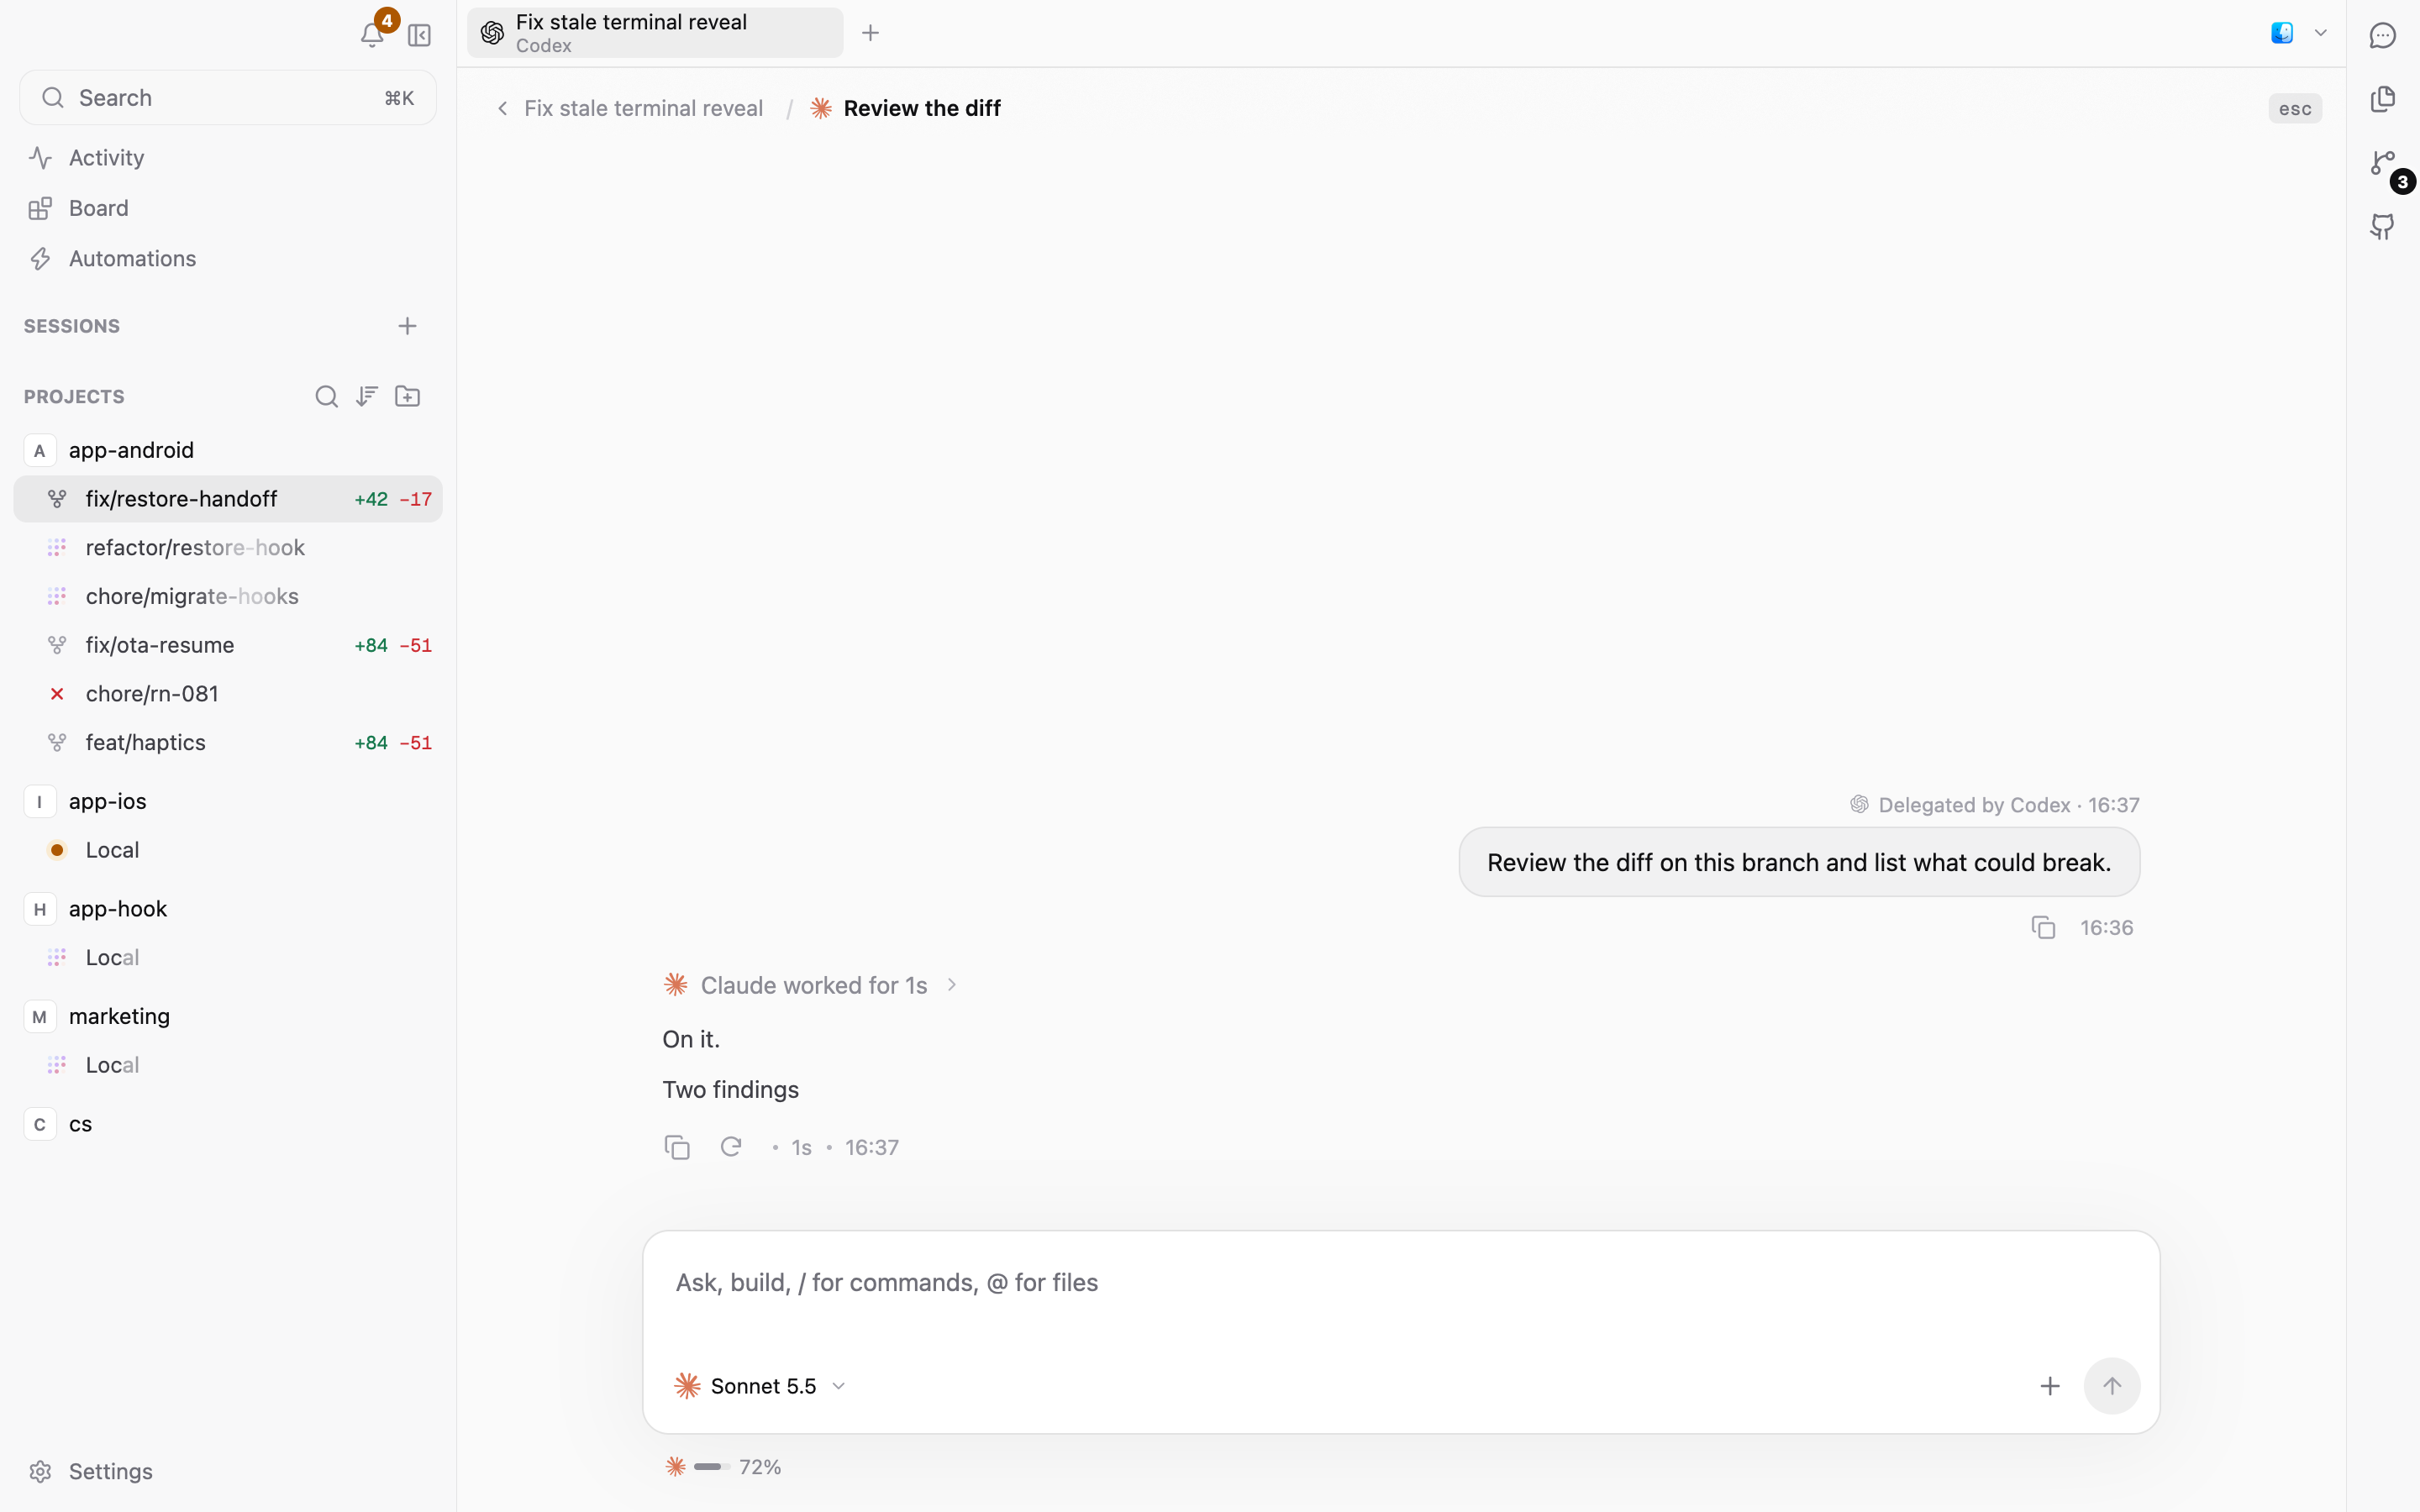 4
Search ⌘K
Activity
Board
Automations
SESSIONS
PROJECTS
A app-android
fix/restore-handoff +42 −17
refactor/restore-hook
chore/migrate-hooks
fix/ota-resume +84 −51
chore/rn-081
feat/haptics +84 −51
I app-ios
Local
H app-hook
Local
M marketing
Local
C cs
Settings
Fix stale terminal reveal
Codex
Fix stale terminal reveal / Review the diff
esc
Delegated by Codex · 16:37
Review the diff on this branch and list what could break.
16:36
Claude worked for 1s
On it.
Two findings
• 1s • 16:37
Ask, build, / for commands, @ for files
Sonnet 5.5
72%
3